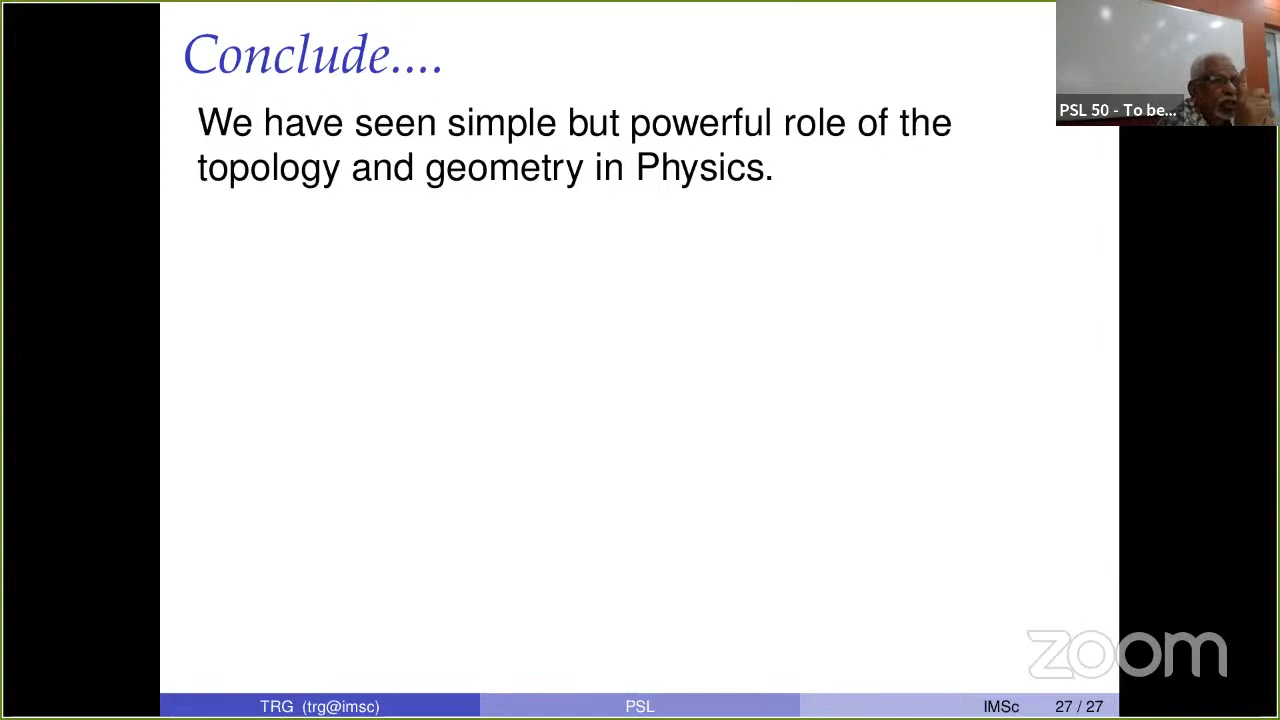 Conclude....
We have seen simple but powerful role of the
topology and geometry in Physics.
PSL 50 - To be...
zoom
TRG (trg@imsc)
PSL
IMSc
27 / 27